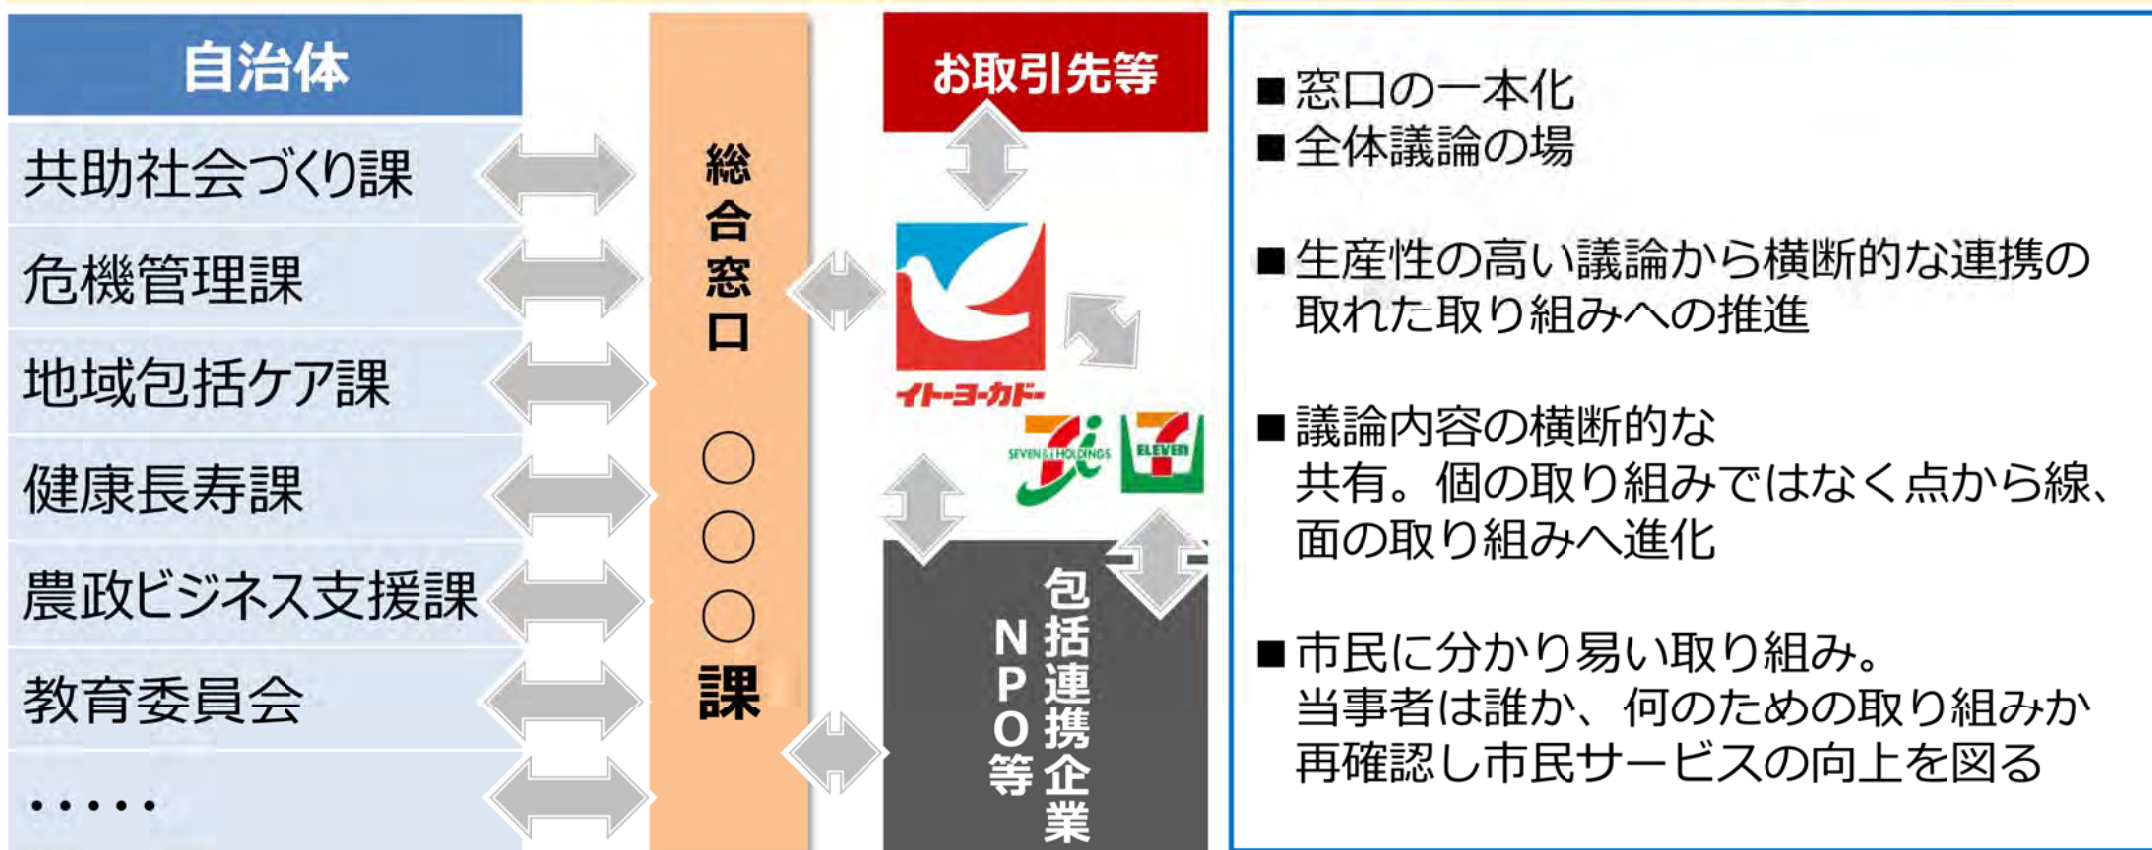 自治体
共助社会づくり課
危機管理課
地域包括ケア課
健康長寿課
農政ビジネス支援課
教育委員会
・・・・・
総合窓口 〇〇〇課
お取引先等
イトーヨーカドー
SEVEN & i HOLDINGS
7
ELEVEN
包括連携企業
NPO等
■窓口の一本化
■全体議論の場
■生産性の高い議論から横断的な連携の
取れた取り組みへの推進
■議論内容の横断的な
共有。個の取り組みではなく点から線、
面の取り組みへ進化
■市民に分かり易い取り組み。
当事者は誰か、何のための取り組みか
再確認し市民サービスの向上を図る